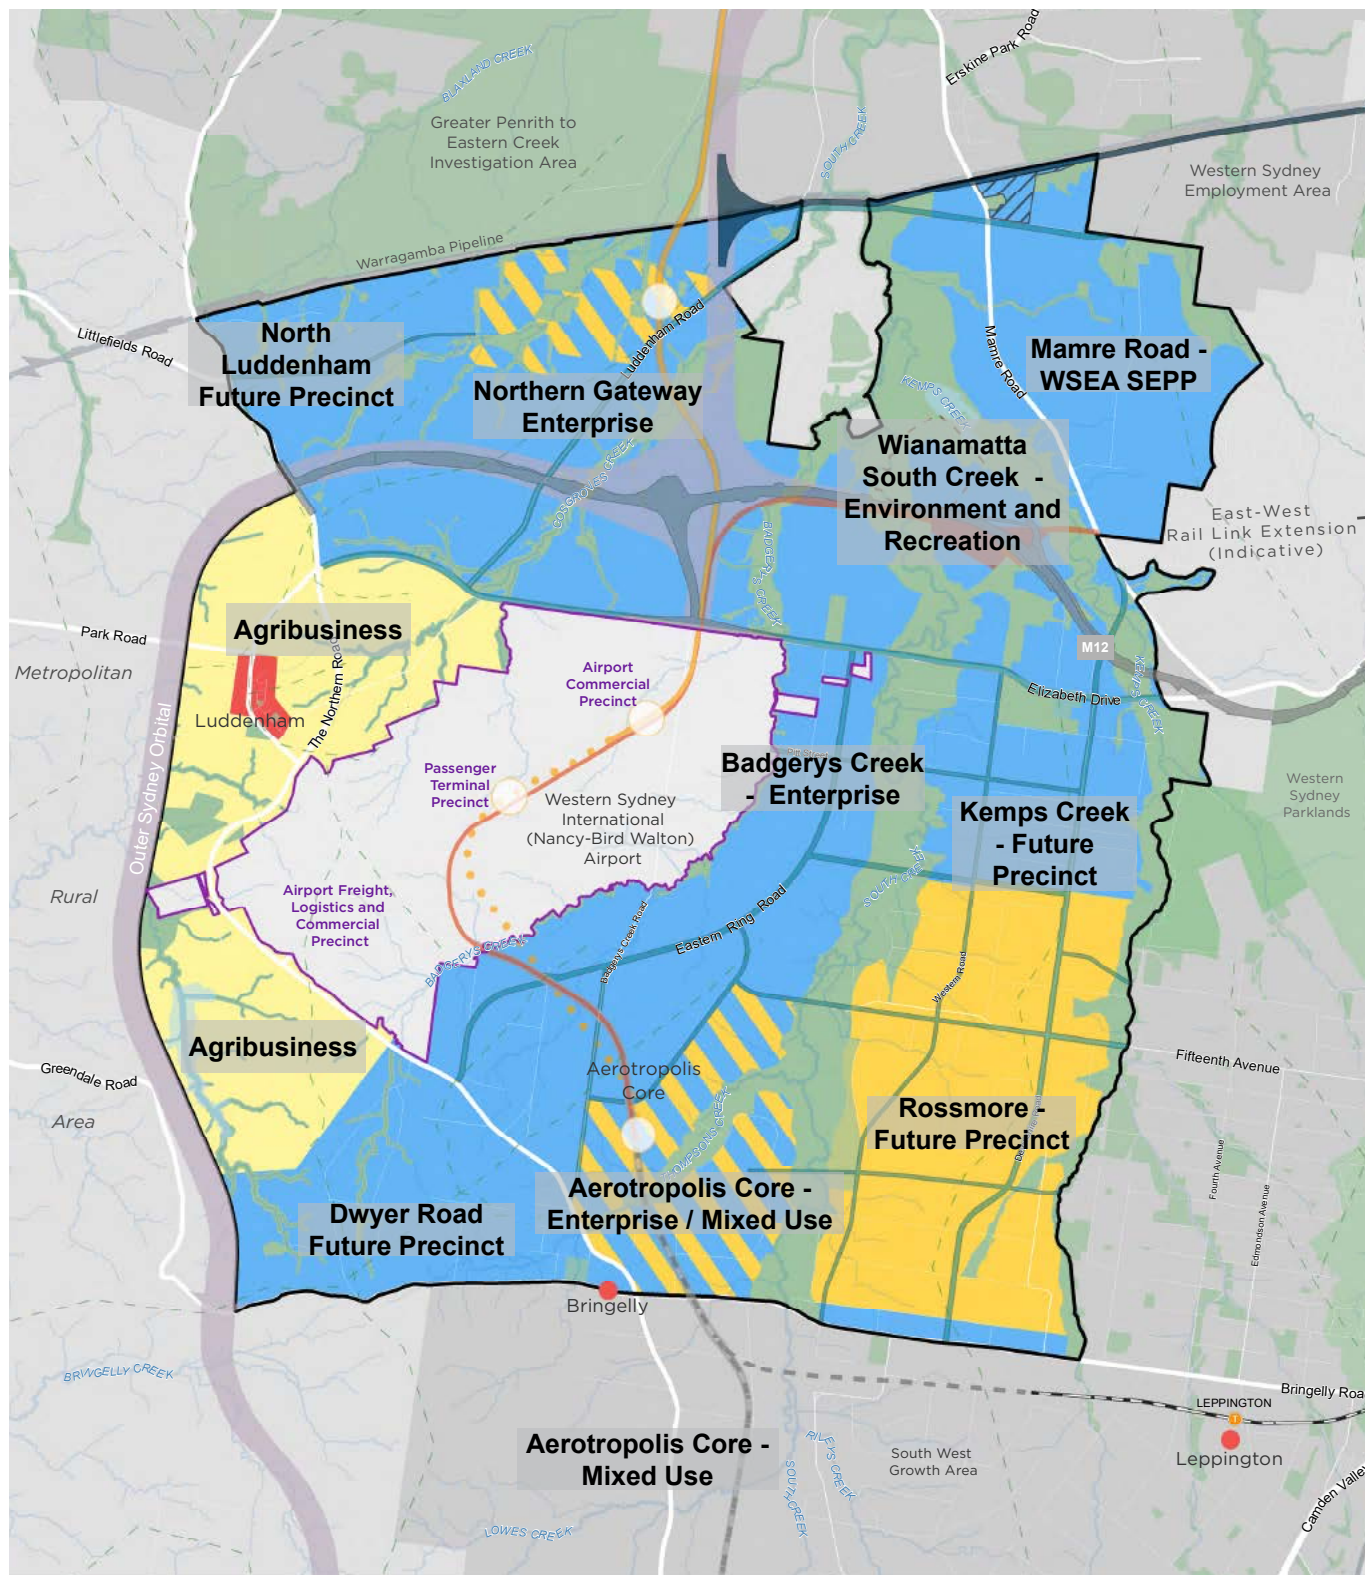 Erskine Park Road
BLAXLAND CREEK
Greater Penrith to
Eastern Creek
Investigation Area
SOUTH CREEK
Western Sydney
Employment Area
Warragamba Pipeline
Littlefields Road
North
Luddenham
Future Precinct
Luddenham Road
Northern Gateway
Enterprise
Mamre Road
Mamre Road -
WSEA SEPP
KEMPS CREEK
Wianamatta
South Creek -
Environment and
Recreation
COSGROVES CREEK
BADGERYS CREEK
East-West
Rail Link Extension
(Indicative)
Park Road
Metropolitan
Agribusiness
The Northern Road
Luddenham
Airport
Commercial
Precinct
M12
Elizabeth Drive
KEMPS CREEK
Outer Sydney Orbital
Passenger
Terminal
Precinct
Western Sydney
International
(Nancy-Bird Walton)
Airport
Badgerys Creek
- Enterprise
Kemps Creek
- Future
Precinct
Western
Sydney
Parklands
Rural
Airport Freight,
Logistics and
Commercial
Precinct
SOUTH CREEK
Eastern Ring Road
Badgerys Creek Road
BADGERYS CREEK
Western Road
Agribusiness
Greendale Road
Area
Aerotropolis
Core
Fifteenth Avenue
Rossmore -
Future Precinct
THOMPSONS CREEK
Fourth Avenue
Edmondson Avenue
Aerotropolis Core -
Enterprise / Mixed Use
Dwyer Road
Future Precinct
Bringelly
BRINGELLY CREEK
Bringelly Roa
LEPPINGTON
T
Leppington
Aerotropolis Core -
Mixed Use
RILEYS CREEK
SOUTH CREEK
South West
Growth Area
LOWES CREEK
Camden Valley